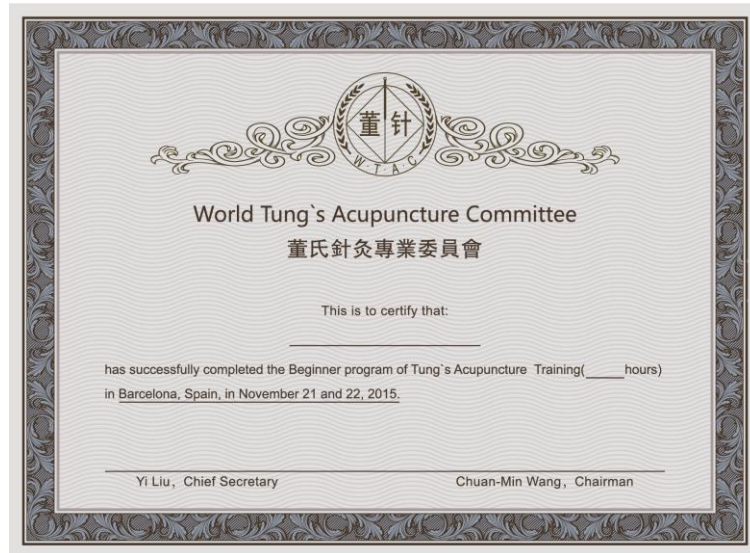 董 针
W·T·A·C
World Tung`s Acupuncture Committee
董氏針灸專業委員會
This is to certify that:
has successfully completed the Beginner program of Tung`s Acupuncture Training(_____hours)
in Barcelona, Spain, in November 21 and 22, 2015.
Yi Liu, Chief Secretary
Chuan-Min Wang, Chairman